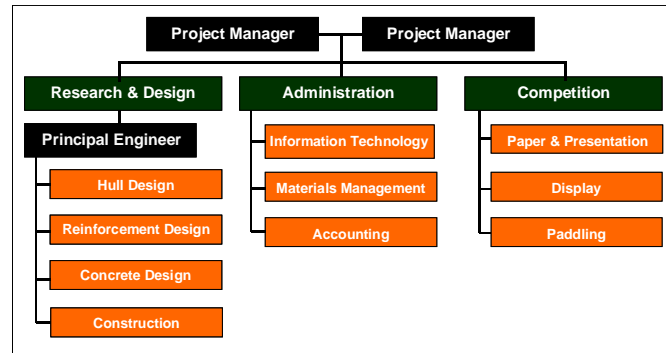 Project Manager
Project Manager
Research & Design
Administration
Competition
Principal Engineer
Hull Design
Reinforcement Design
Concrete Design
Construction
Information Technology
Materials Management
Accounting
Paper & Presentation
Display
Paddling